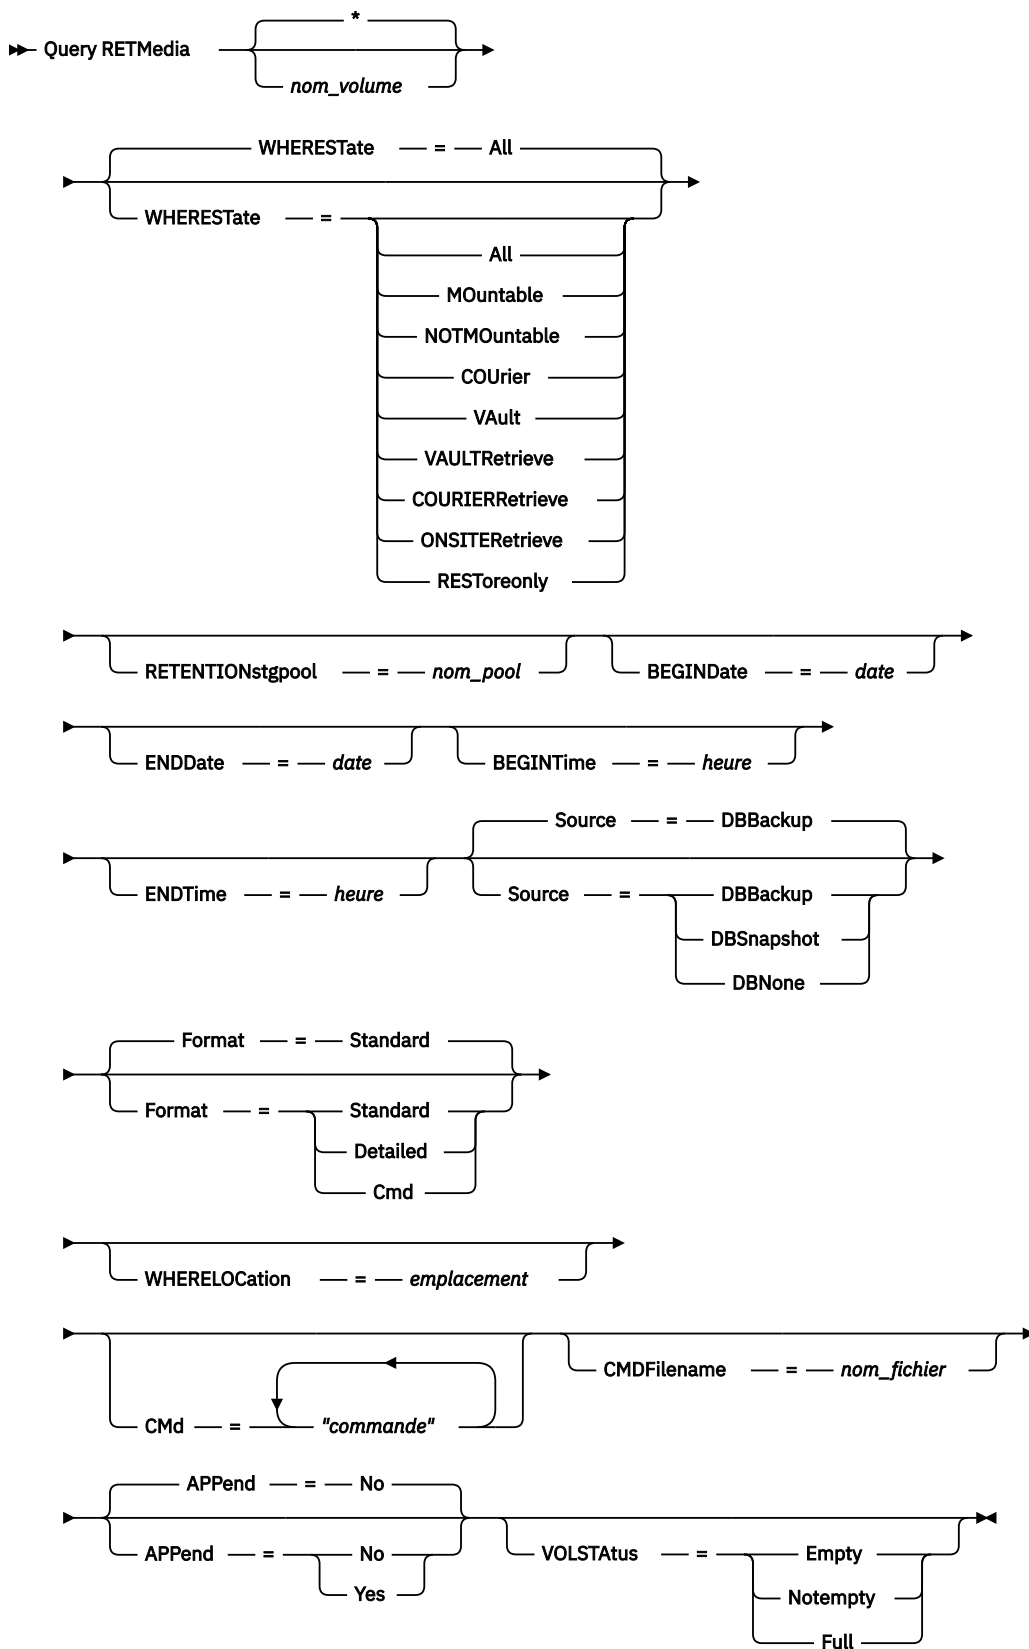 *
Query RETMedia
nom_volume
WHERESTate = All
WHERESTate =
All
MOuntable
NOTMOuntable
COUrier
VAult
VAULTRetrieve
COURIERRetrieve
ONSITERetrieve
RESToreonly
RETENTIONstgpool = nom_pool BEGINDate = date
ENDDate = date BEGINTime = heure
Source = DBBackup
ENDTime = heure Source = DBBackup
DBSnapshot
DBNone
Format = Standard
Format = Standard
Detailed
Cmd
WHERELOCation = emplacement
CMDFilename = nom_fichier
CMd = "commande"
APPend = No
APPend = No VOLSTAtus = Empty
Yes Notempty
Full